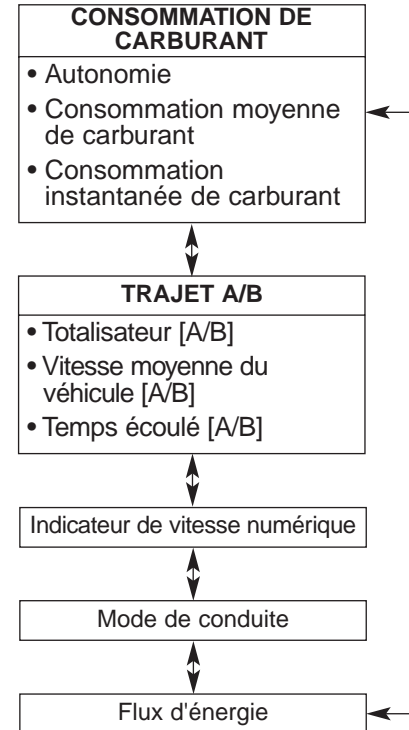 CONSOMMATION DE
CARBURANT
• Autonomie
• Consommation moyenne
de carburant
• Consommation
instantanée de carburant
TRAJET A/B
• Totalisateur [A/B]
• Vitesse moyenne du
véhicule [A/B]
• Temps écoulé [A/B]
Indicateur de vitesse numérique
Mode de conduite
Flux d'énergie